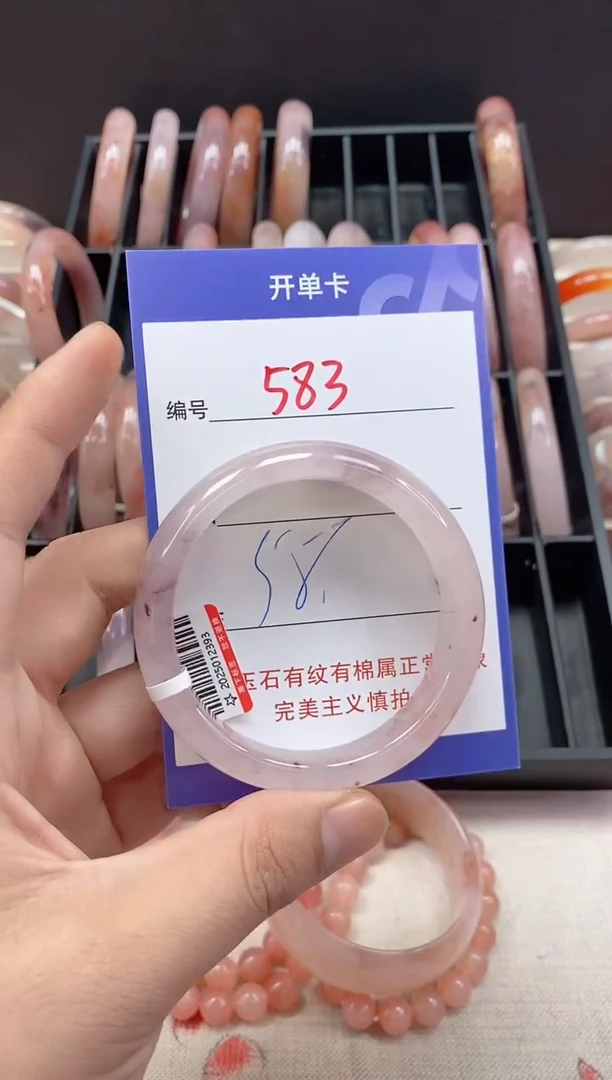 开单卡
编号 583
58
玉石有纹有棉属正常
完美主义慎拍
2025012393